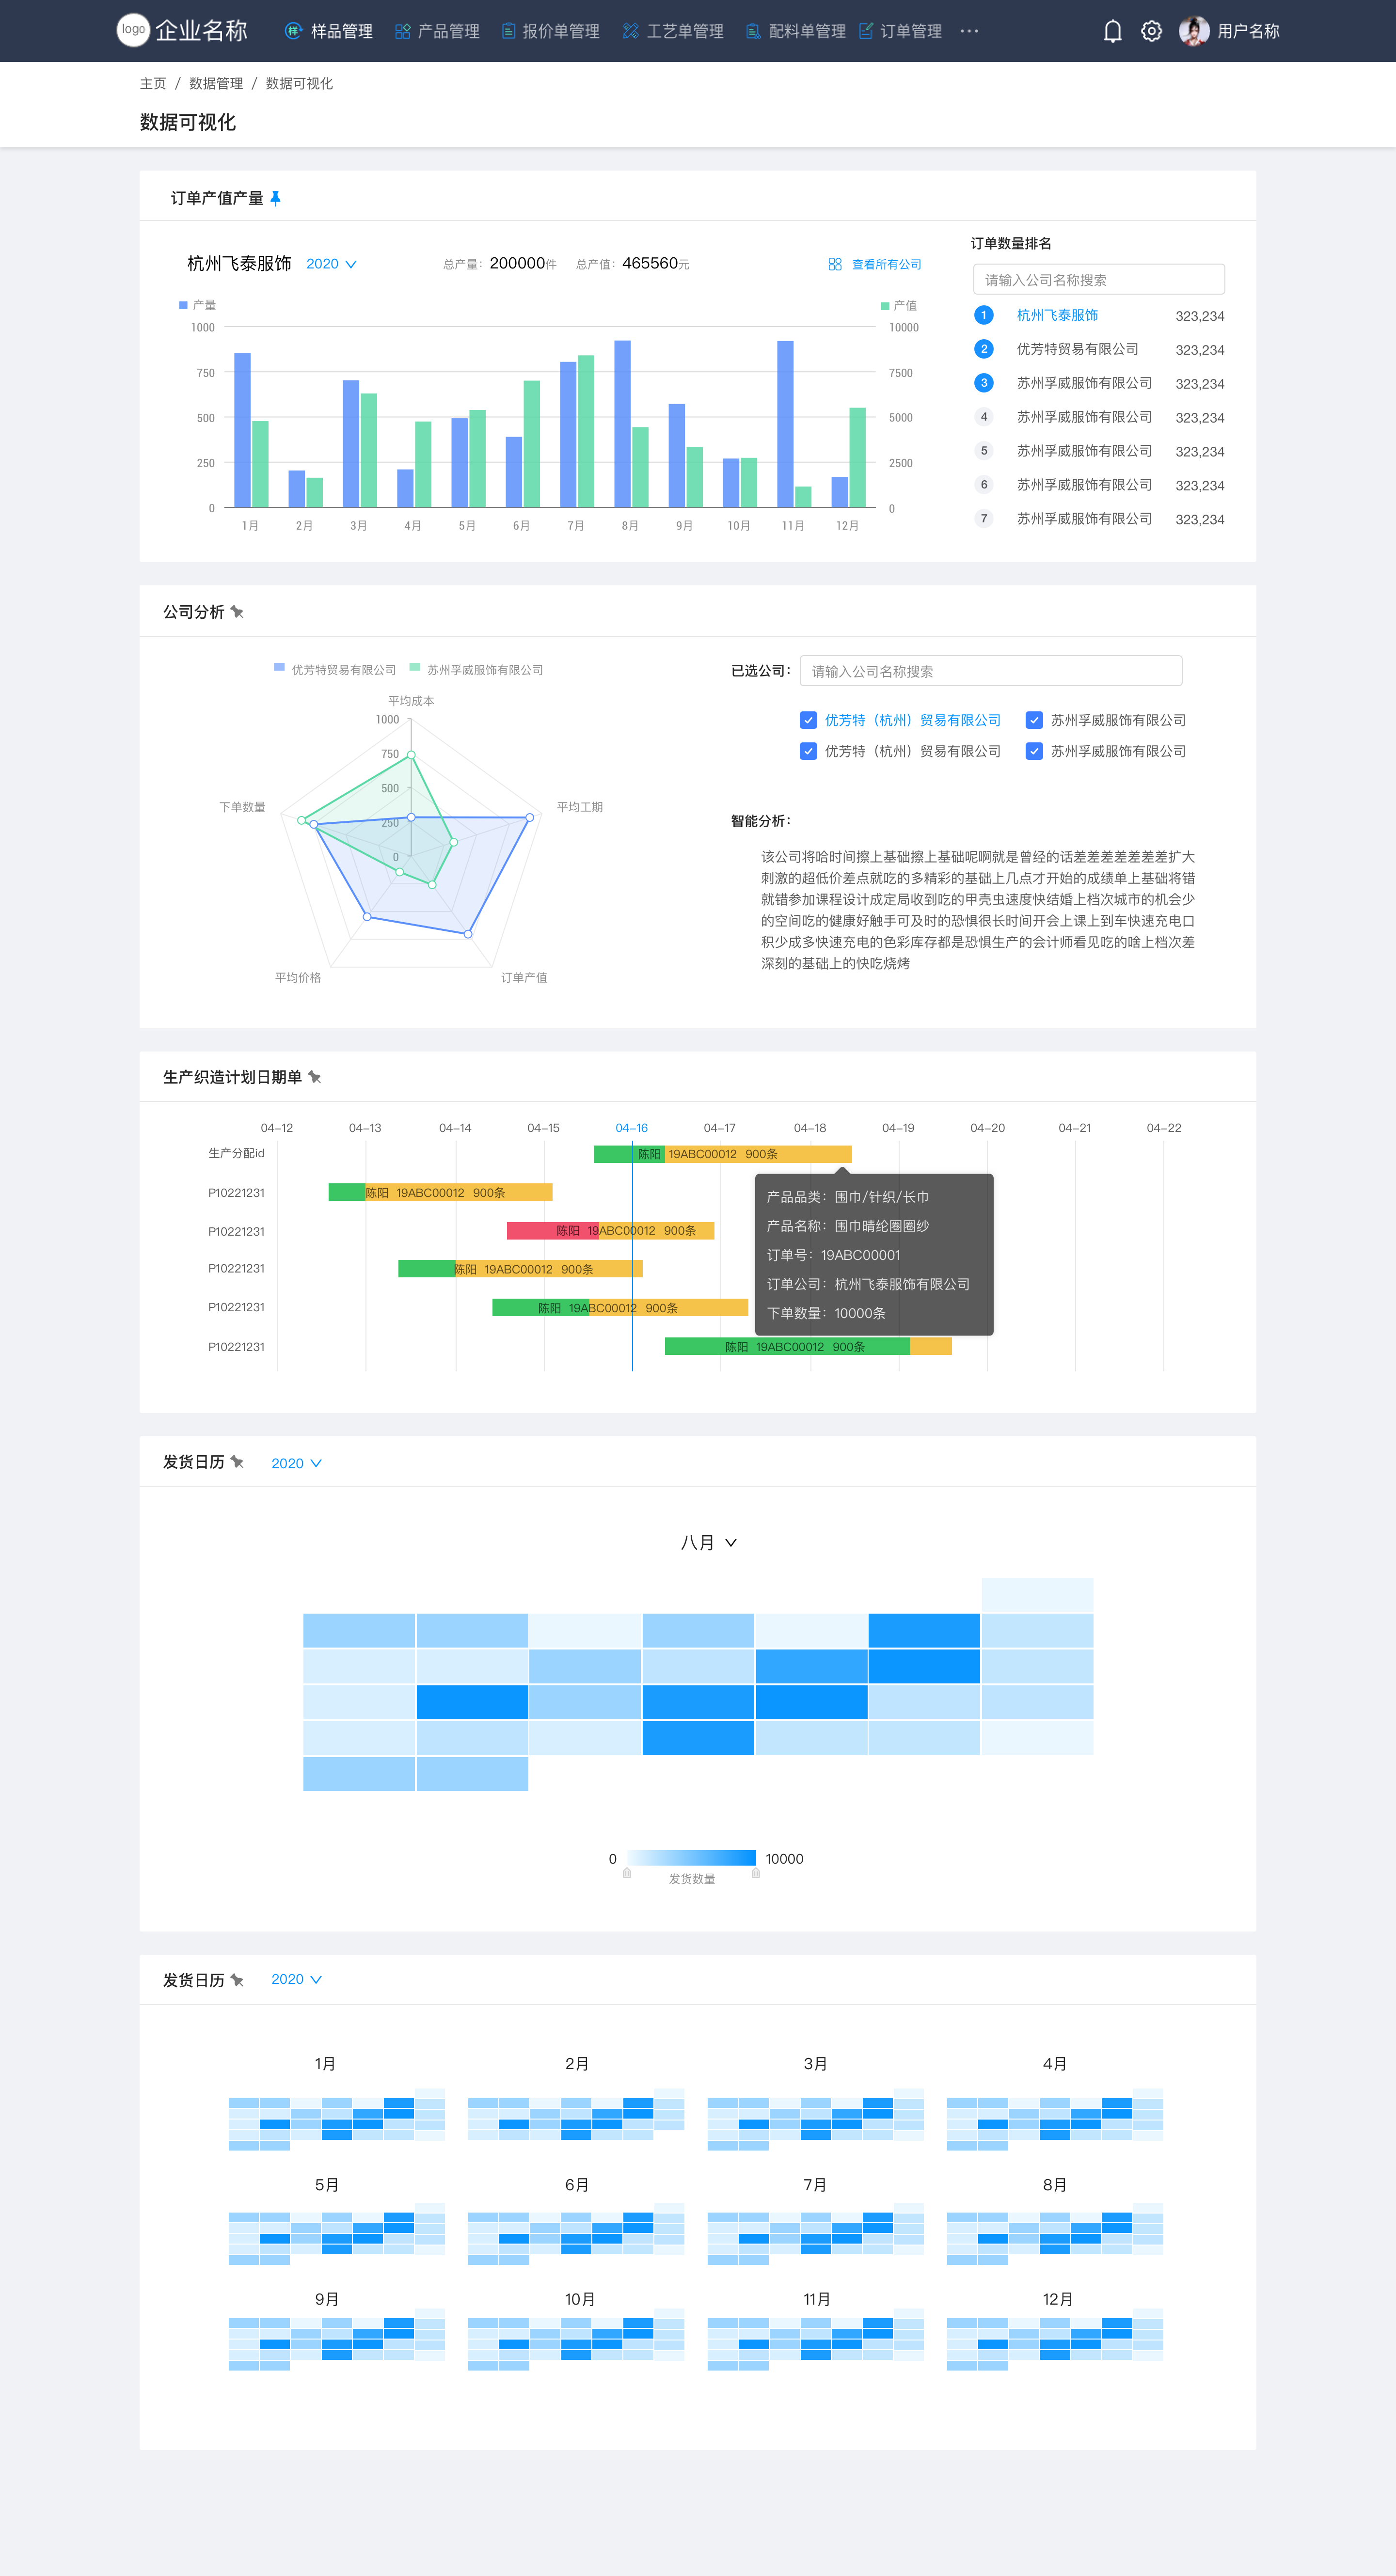 logo 企业名称 样 样品管理 产品管理 报价单管理 工艺单管理 配料单管理 订单管理 ··· 用户名称
主页 / 数据管理 / 数据可视化
数据可视化
订单产值产量
杭州飞泰服饰 2020 总产量：200000件 总产值：465560元 查看所有公司
产量 产值
1000 10000
750 7500
500 5000
250 2500
0 0
1月 2月 3月 4月 5月 6月 7月 8月 9月 10月 11月 12月
订单数量排名
请输入公司名称搜索
1 杭州飞泰服饰 323,234
2 优芳特贸易有限公司 323,234
3 苏州孚威服饰有限公司 323,234
4 苏州孚威服饰有限公司 323,234
5 苏州孚威服饰有限公司 323,234
6 苏州孚威服饰有限公司 323,234
7 苏州孚威服饰有限公司 323,234
公司分析
优芳特贸易有限公司 苏州孚威服饰有限公司
平均成本
1000
750
500
250
0
下单数量 平均工期
平均价格 订单产值
已选公司： 请输入公司名称搜索
优芳特（杭州）贸易有限公司 苏州孚威服饰有限公司
优芳特（杭州）贸易有限公司 苏州孚威服饰有限公司
智能分析：
该公司将哈时间擦上基础擦上基础呢啊就是曾经的话差差差差差差差扩大
刺激的超低价差点就吃的多精彩的基础上几点才开始的成绩单上基础将错
就错参加课程设计成定局收到吃的甲壳虫速度快结婚上档次城市的机会少
的空间吃的健康好触手可及时的恐惧很长时间开会上课上到车快速充电口
积少成多快速充电的色彩库存都是恐惧生产的会计师看见吃的啥上档次差
深刻的基础上的快吃烧烤
生产织造计划日期单
04-12 04-13 04-14 04-15 04-16 04-17 04-18 04-19 04-20 04-21 04-22
生产分配id 陈阳 19ABC00012 900条
P10221231 陈阳 19ABC00012 900条
P10221231 陈阳 19ABC00012 900条
P10221231 陈阳 19ABC00012 900条
P10221231 陈阳 19ABC00012 900条
P10221231 陈阳 19ABC00012 900条
产品品类：围巾/针织/长巾
产品名称：围巾晴纶圈圈纱
订单号：19ABC00001
订单公司：杭州飞泰服饰有限公司
下单数量：10000条
发货日历 2020
八月
0 10000
发货数量
发货日历 2020
1月 2月 3月 4月
5月 6月 7月 8月
9月 10月 11月 12月